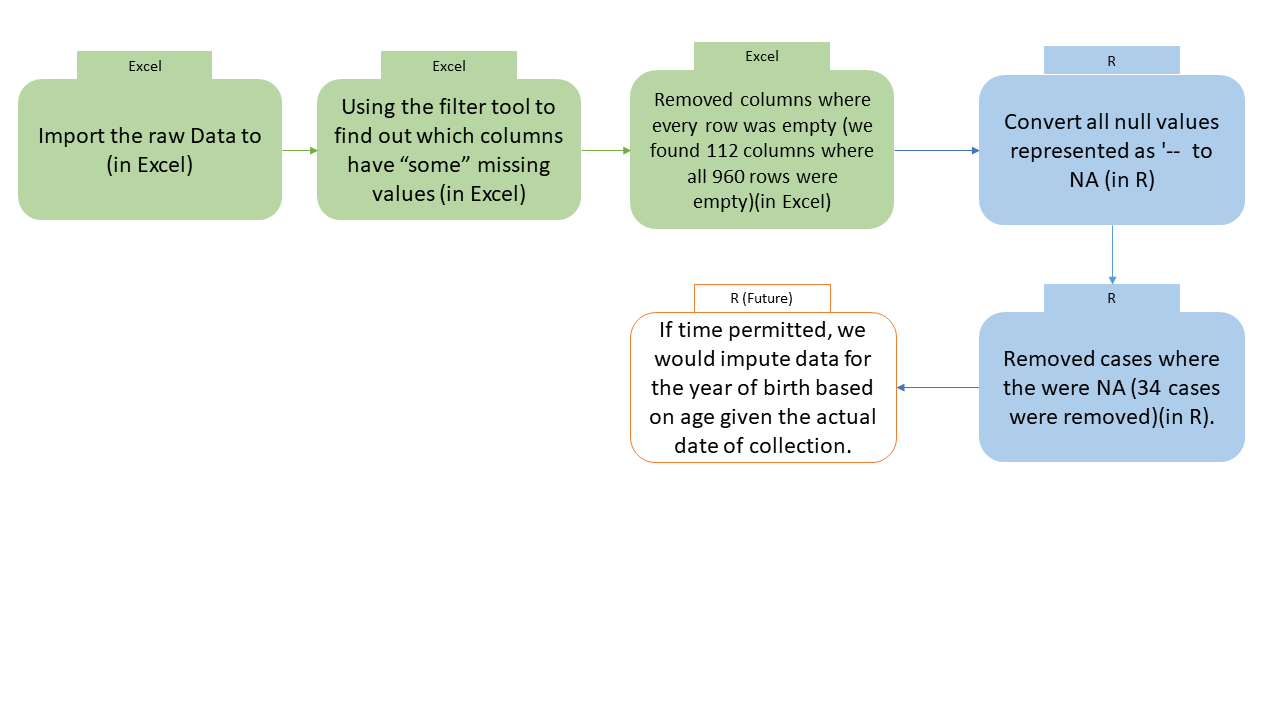 Excel
Import the raw Data to
(in Excel)
Excel
Using the filter tool to
find out which columns
have “some” missing
values (in Excel)
Excel
Removed columns where
every row was empty (we
found 112 columns where
all 960 rows were
empty)(in Excel)
R
Convert all null values
represented as '-- to
NA (in R)
R
Removed cases where
the were NA (34 cases
were removed)(in R).
R (Future)
If time permitted, we
would impute data for
the year of birth based
on age given the actual
date of collection.